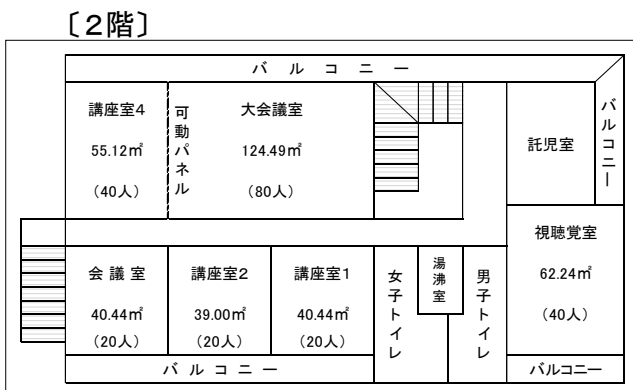 〔2階〕
バルコニー
講座室4
55.12㎡
(40人)
可動パネル
大会議室
124.49㎡
(80人)
託児室
バルコニー
視聴覚室
62.24㎡
(40人)
会議室
40.44㎡
(20人)
講座室2
39.00㎡
(20人)
講座室1
40.44㎡
(20人)
女子トイレ
湯沸室
男子トイレ
バルコニー
バルコニー